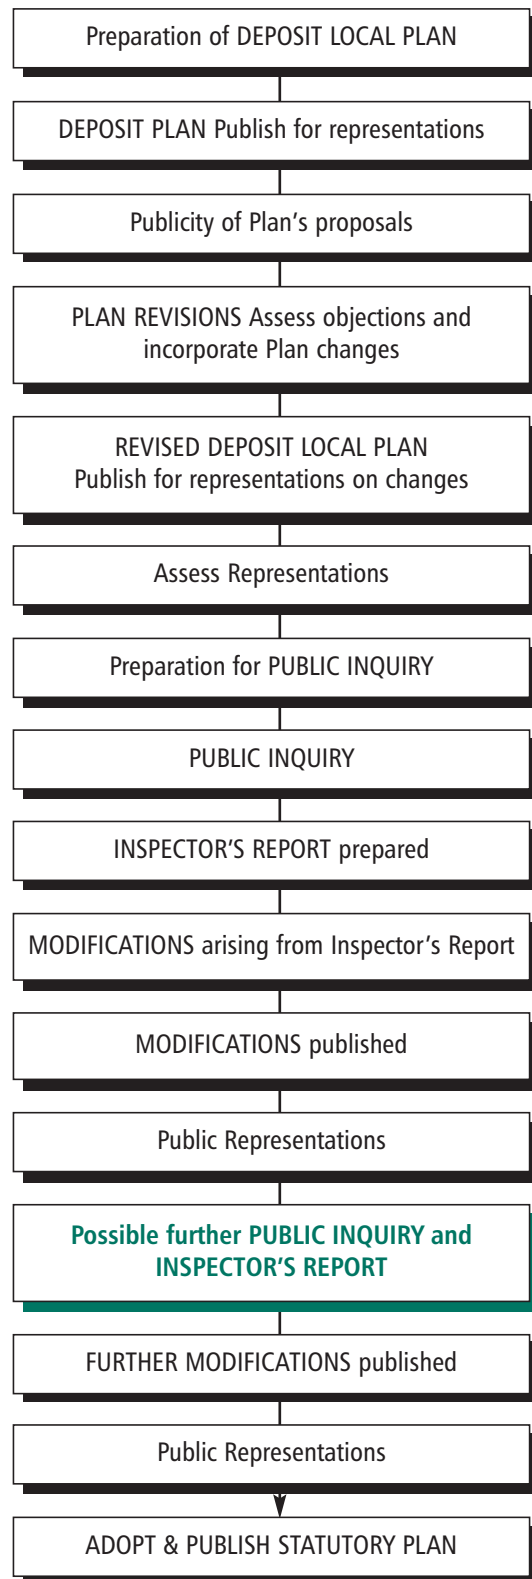 Preparation of DEPOSIT LOCAL PLAN
DEPOSIT PLAN Publish for representations
Publicity of Plan's proposals
PLAN REVISIONS Assess objections and
incorporate Plan changes
REVISED DEPOSIT LOCAL PLAN
Publish for representations on changes
Assess Representations
Preparation for PUBLIC INQUIRY
PUBLIC INQUIRY
INSPECTOR'S REPORT prepared
MODIFICATIONS arising from Inspector's Report
MODIFICATIONS published
Public Representations
Possible further PUBLIC INQUIRY and
INSPECTOR'S REPORT
FURTHER MODIFICATIONS published
Public Representations
ADOPT & PUBLISH STATUTORY PLAN